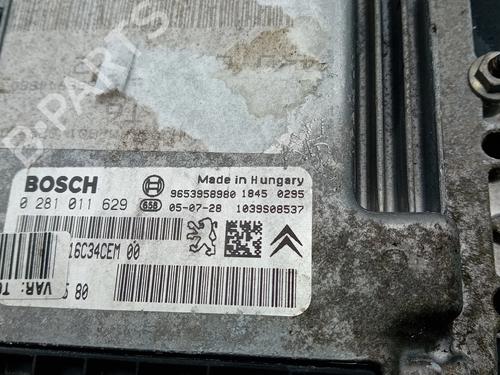 B-PARTS
Made in Hungary
BOSCH
9653958980 1845 0295
0 281 011 629 658 05-07-28 1039S08537
16C34CEM 00
80
VAR: